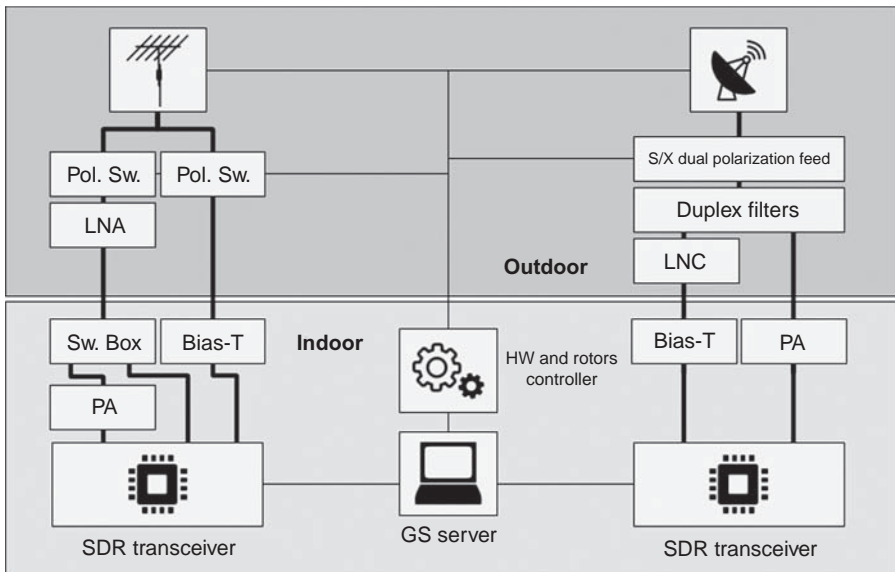 Pol. Sw.
Pol. Sw.
S/X dual polarization feed
LNA
Duplex filters
Outdoor
LNC
Sw. Box
Bias-T
Indoor
HW and rotors
controller
Bias-T
PA
PA
SDR transceiver
GS server
SDR transceiver